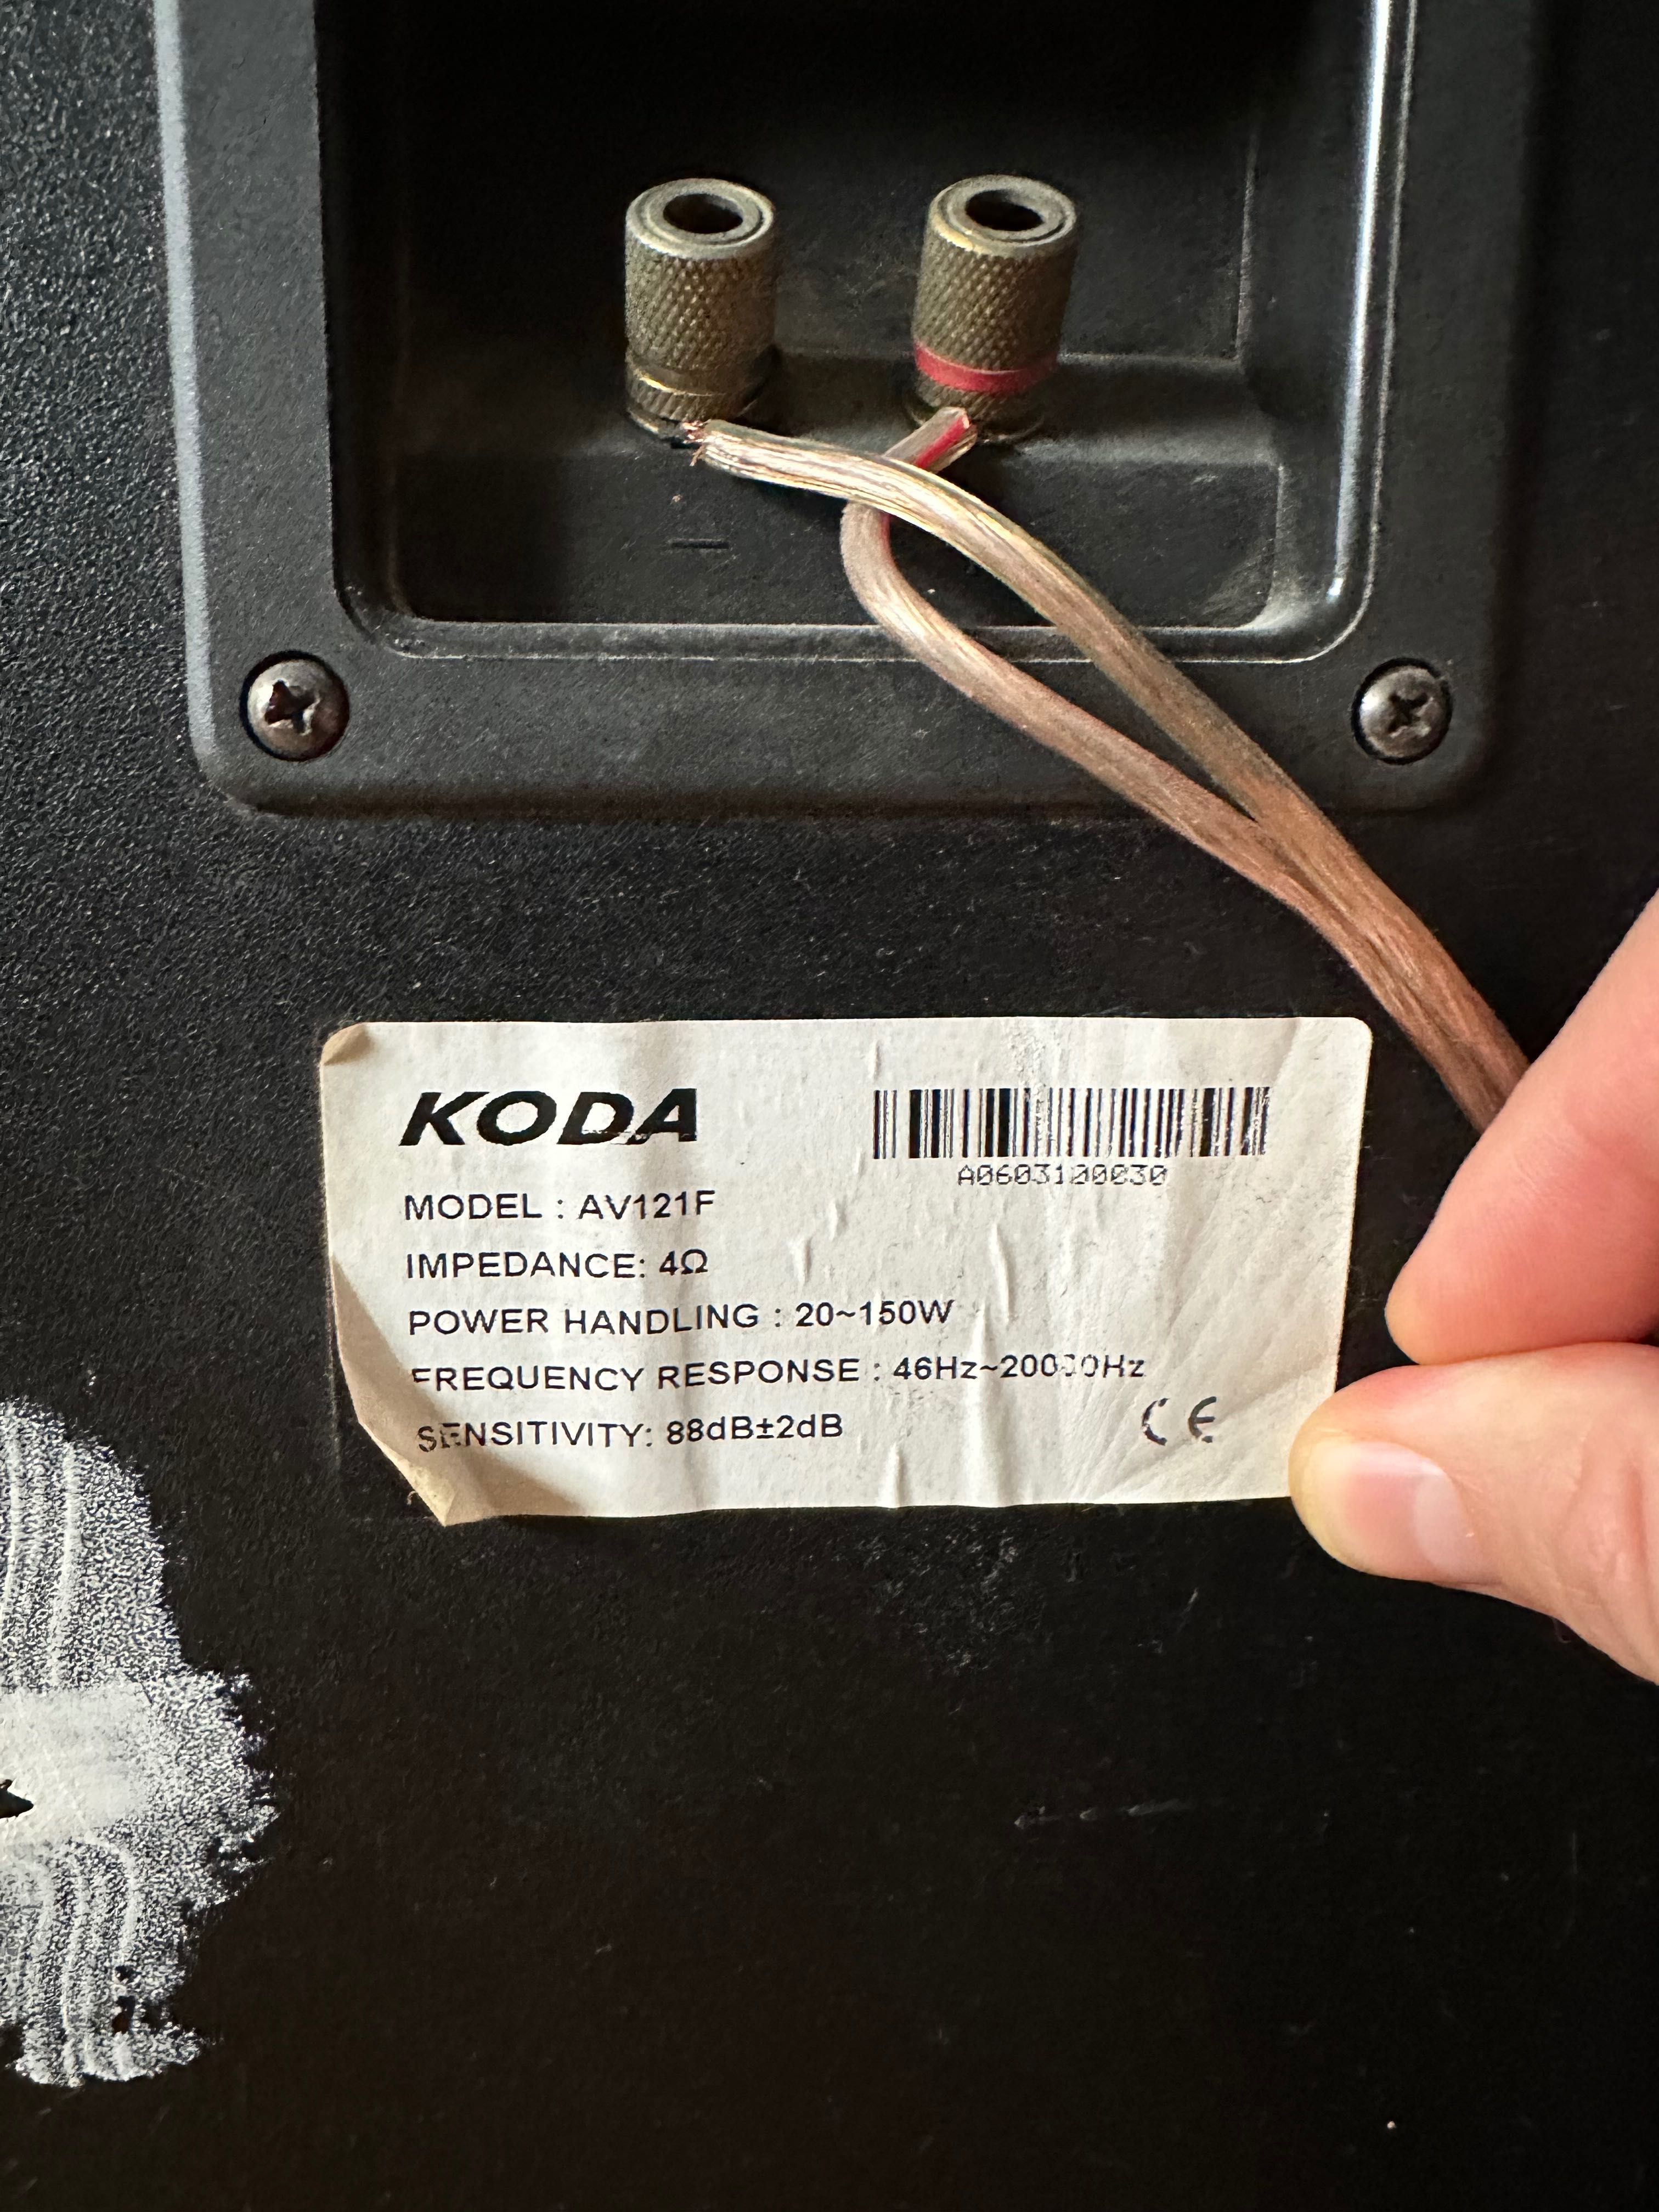 KODA
A0603100030
MODEL : AV121F
IMPEDANCE: 4Ω
POWER HANDLING : 20~150W
FREQUENCY RESPONSE : 46Hz~20000Hz
SENSITIVITY: 88dB±2dB
CE